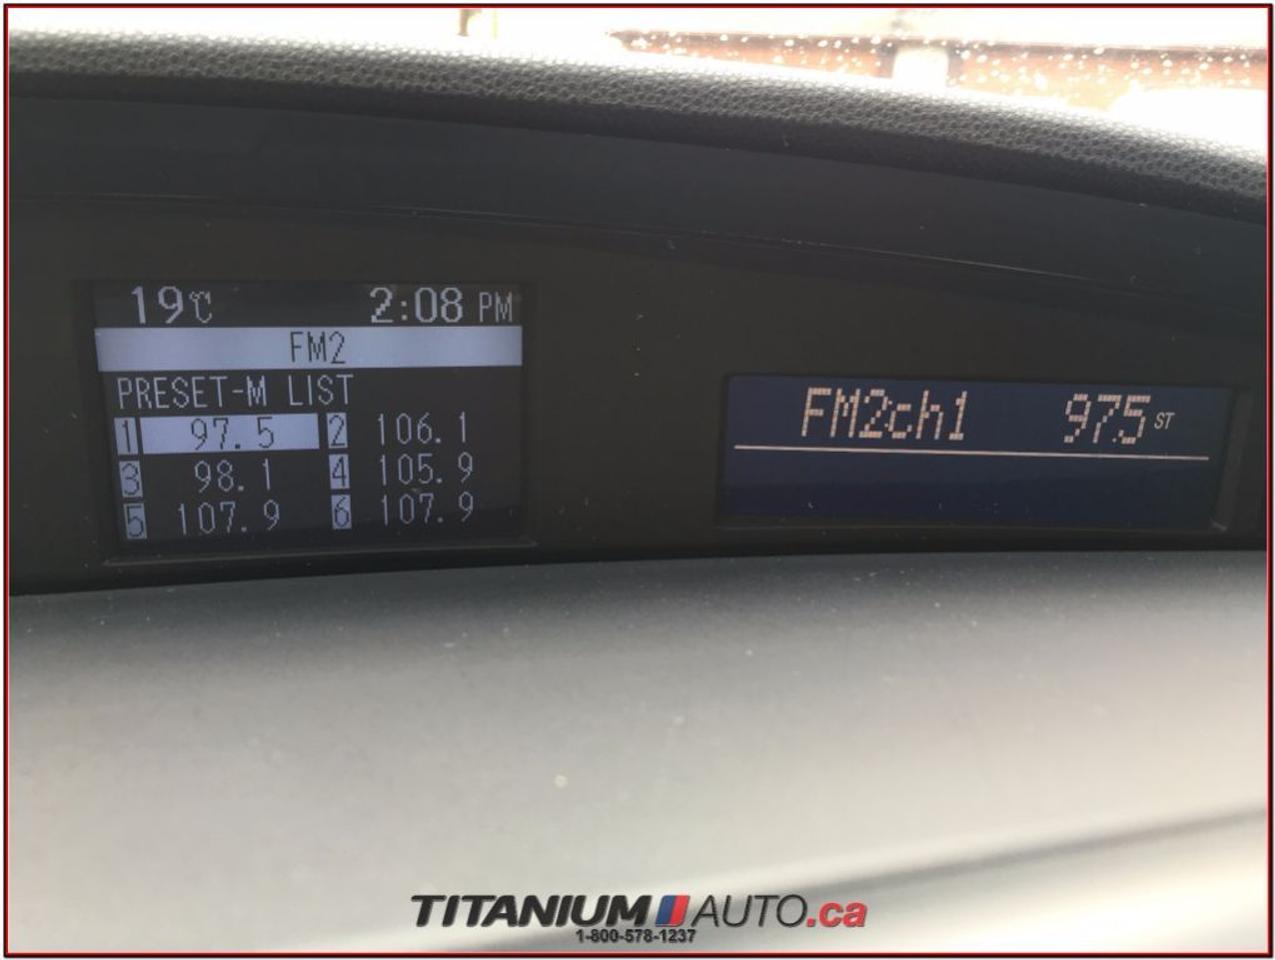 19℃ 2:08 PM
FM2
PRESET-M LIST
1 97.5 2 106.1
3 98.1 4 105.9
5 107.9 6 107.9
FM2ch1 97.5 ST
TITANIUM AUTO.ca
1-800-578-1237